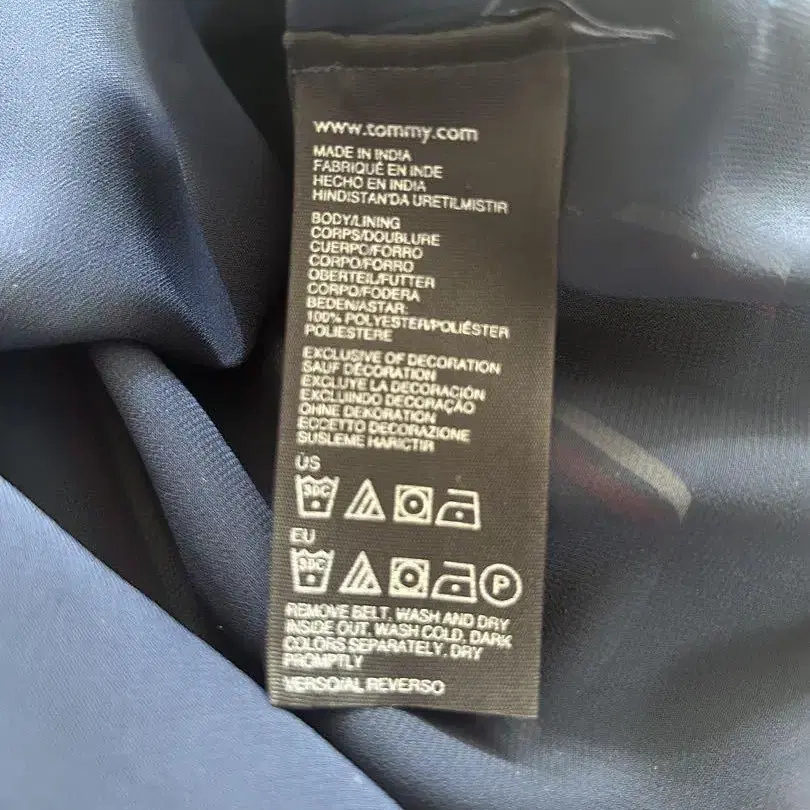 www.tommy.com
MADE IN INDIA
FABRIQUÉ EN INDE
HECHO EN INDIA
HINDISTAN'DA URETILMISTIR
BODY/LINING
CORPS/DOUBLURE
CUERPO/FORRO
CORPO/FORRO
OBERTEIL/FUTTER
CORPO/FODERA
BEDEN/ASTAR:
100% POLYESTER/POLIÉSTER
POLIESTERE
EXCLUSIVE OF DECORATION
SAUF DÉCORATION
EXCLUYE LA DECORACIÓN
EXCLUINDO DECORAÇÃO
OHNE DEKORATION
ECCETTO DECORAZIONE
SUSLEME HARICTIR
US
SDC
EU
SDC P
REMOVE BELT, WASH AND DRY
INSIDE OUT, WASH COLD, DARK
COLORS SEPARATELY, DRY
PROMPTLY
VERSO/AL REVERSO